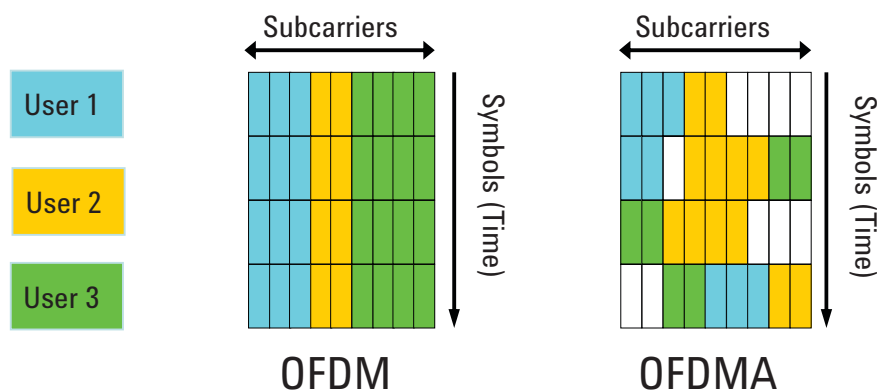 Subcarriers
Subcarriers
User 1
User 2
User 3
Symbols (Time)
Symbols (Time)
OFDM
OFDMA